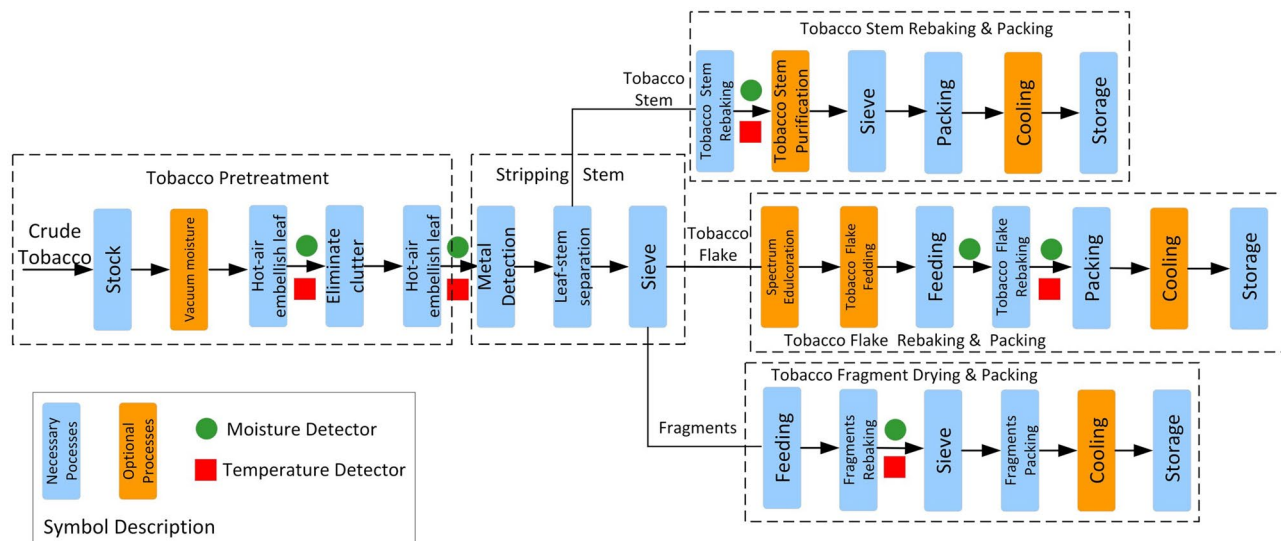 Tobacco Stem Rebaking & Packing
Tobacco
Stem
Tobacco Stem
Rebaking
Tobacco Stem
Purification
Sieve
Packing
Cooling
Storage
Tobacco Pretreatment
Crude
Tobacco
Stock
Vacuum moisture
Hot-air
embellish leaf
Eliminate
clutter
Hot-air
embellish leaf
Stripping Stem
Metal
Detection
Leaf-stem
separation
Sieve
Tobacco
Flake
Spectrum
Edulcoration
Tobacco Flake
Fedding
Feeding
Tobacco Flake
Rebaking
Packing
Cooling
Storage
Tobacco Flake Rebaking & Packing
Tobacco Fragment Drying & Packing
Fragments
Feeding
Fragments
Rebaking
Sieve
Fragments
Packing
Cooling
Storage
Necessary
Pocesses
Optional
Processes
Moisture Detector
Temperature Detector
Symbol Description